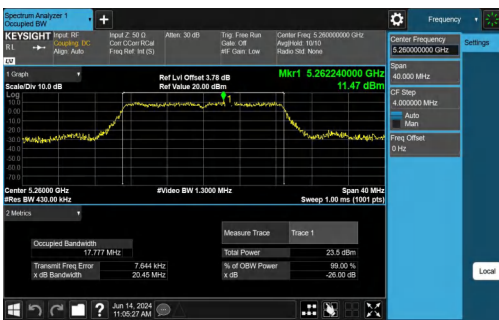 Spectrum Analyzer 1
Occupied BW
+
Frequency
KEYSIGHT
RL
Input: RF
Coupling: DC
Align: Auto
Input Z: 50 Ω
Corr CCorr RCal
Freq Ref: Int (S)
Atten: 30 dB
Trig: Free Run
Gate: Off
#IF Gain: Low
Center Freq: 5.260000000 GHz
Avg|Hold: 10/10
Radio Std: None
LW
Center Frequency
5.260000000 GHz
Settings
Span
40.000 MHz
CF Step
4.000000 MHz
Auto
Man
Freq Offset
0 Hz
Local
1 Graph
Scale/Div 10.0 dB
Ref Lvl Offset 3.78 dB
Ref Value 20.00 dBm
Mkr1 5.262240000 GHz
11.47 dBm
Log
10.0
0.00
-10.0
-20.0
-30.0
-40.0
-50.0
-60.0
-70.0
1
Center 5.26000 GHz
#Res BW 430.00 kHz
#Video BW 1.3000 MHz
Span 40 MHz
Sweep 1.00 ms (1001 pts)
2 Metrics
Measure Trace
Trace 1
Occupied Bandwidth
17.777 MHz
Total Power
23.5 dBm
Transmit Freq Error
7.644 kHz
% of OBW Power
99.00 %
x dB Bandwidth
20.45 MHz
x dB
-26.00 dB
?
Jun 14, 2024
11:05:27 AM